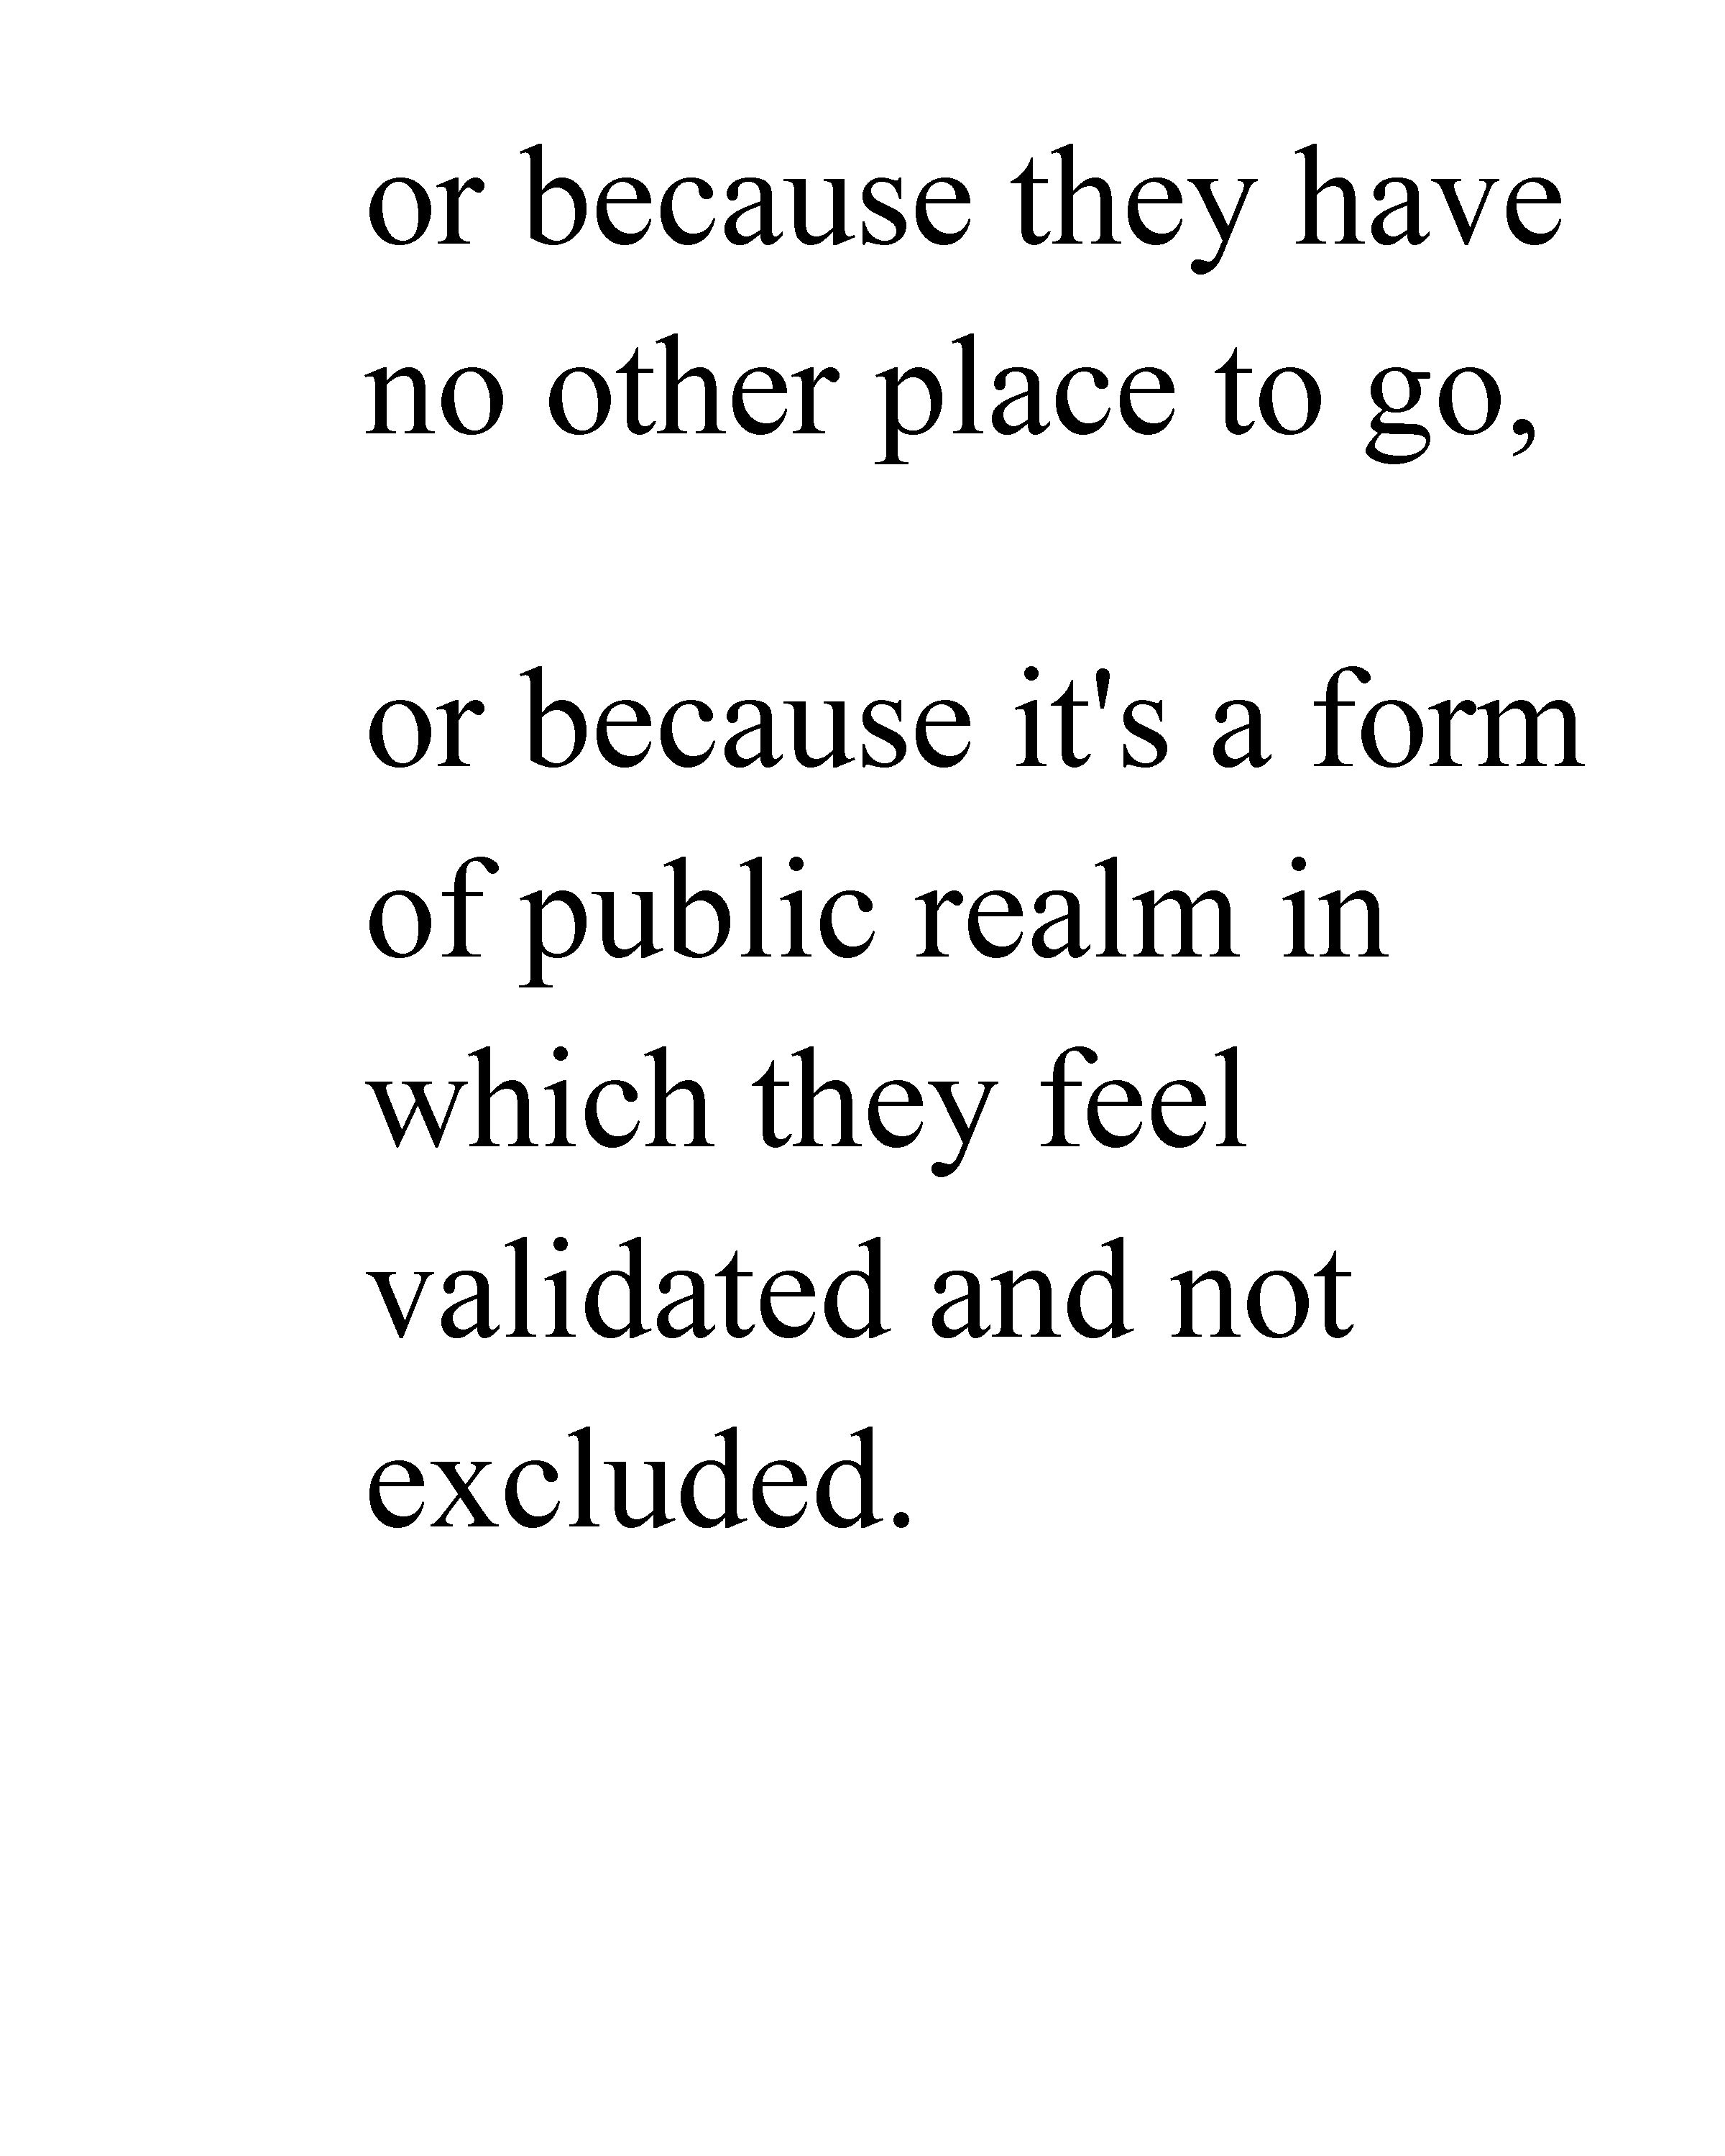 or because they have
no other place to go,
or because it's a form
of public realm in
which they feel
validated and not
excluded.